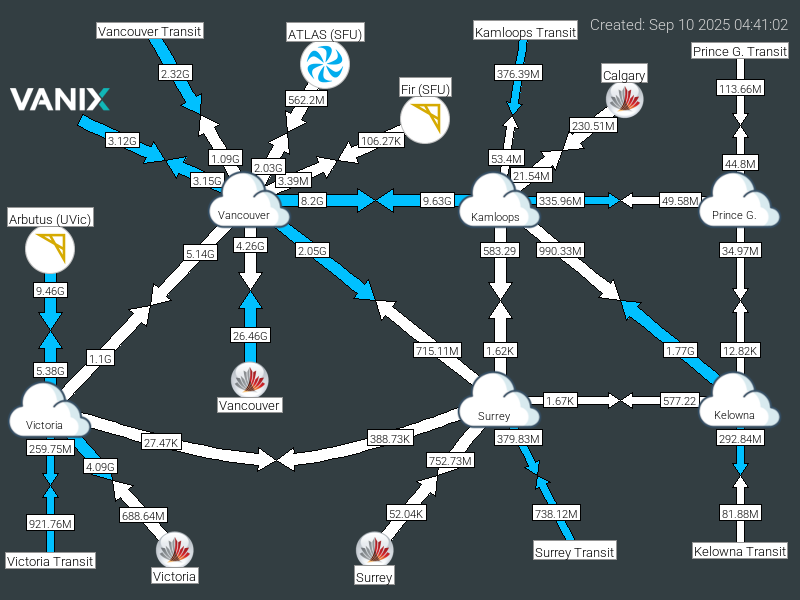 Created: Sep 10 2025 04:41:02
Vancouver Transit
ATLAS (SFU)
Kamloops Transit
Prince G. Transit
2.32G
376.39M
Calgary
Fir (SFU)
113.66M
VANIX
562.2M
230.51M
3.12G
106.27K
1.09G
53.4M
44.8M
2.03G
3.15G
3.39M
21.54M
8.2G
9.63G
335.96M
49.58M
Arbutus (UVic)
Vancouver
Kamloops
Prince G.
5.14G
4.26G
2.05G
583.29
990.33M
34.97M
9.46G
26.46G
5.38G
1.1G
715.11M
1.62K
1.77G
12.82K
Vancouver
1.67K
577.22
Victoria
Surrey
Kelowna
259.75M
27.47K
388.73K
379.83M
292.84M
4.09G
752.73M
921.76M
688.64M
52.04K
738.12M
81.88M
Victoria Transit
Victoria
Surrey
Surrey Transit
Kelowna Transit